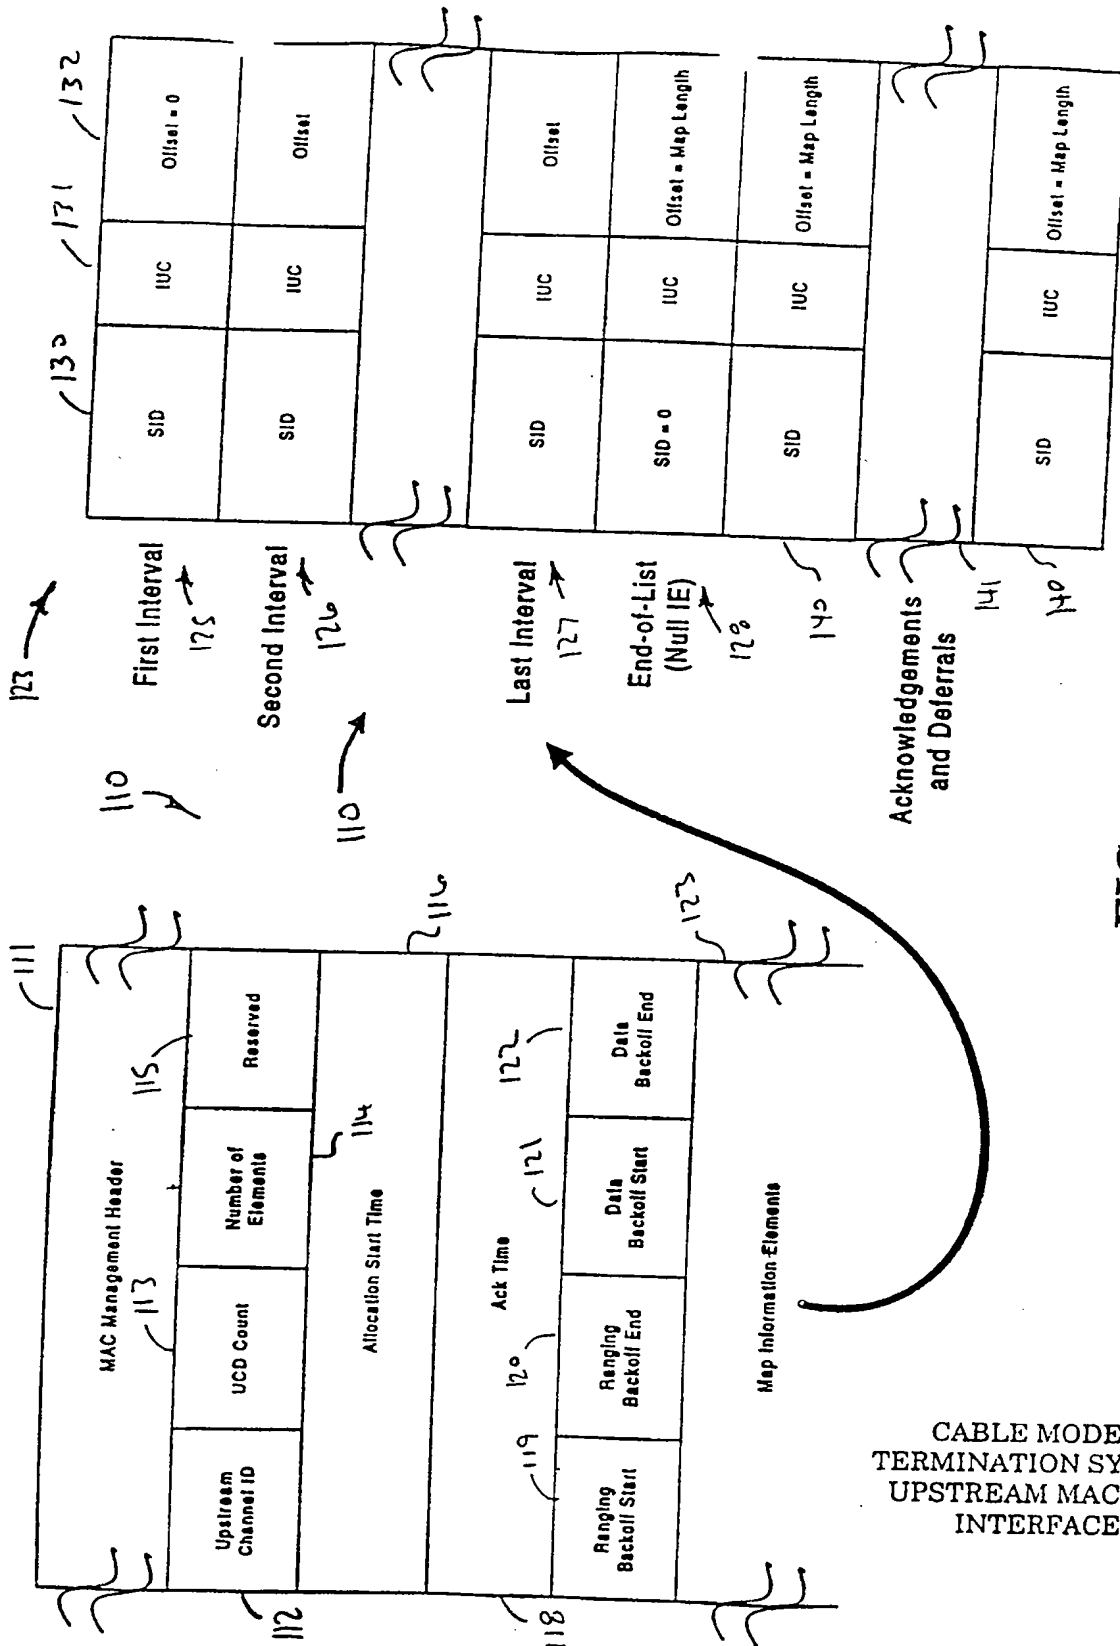 110
111
MAC Management Header
112
113
115
Upstream
Channel ID
UCD Count
Number of
Elements
Reserved
114
Allocation Start Time
116
118
Ack Time
119
120
121
122
Ranging
Backoff Start
Ranging
Backoff End
Data
Backoff Start
Data
Backoff End
123
Map Information Elements
123
130
131
132
First Interval
125
SID
IUC
Offset = 0
Second Interval
126
SID
IUC
Offset
110
Last Interval
127
SID
IUC
Offset
End-of-List
(Null IE)
128
SID = 0
IUC
Offset = Map Length
140
SID
IUC
Offset = Map Length
Acknowledgements
and Deferrals
141
140
SID
IUC
Offset = Map Length
CABLE MODE
TERMINATION SY
UPSTREAM MAC
INTERFACE